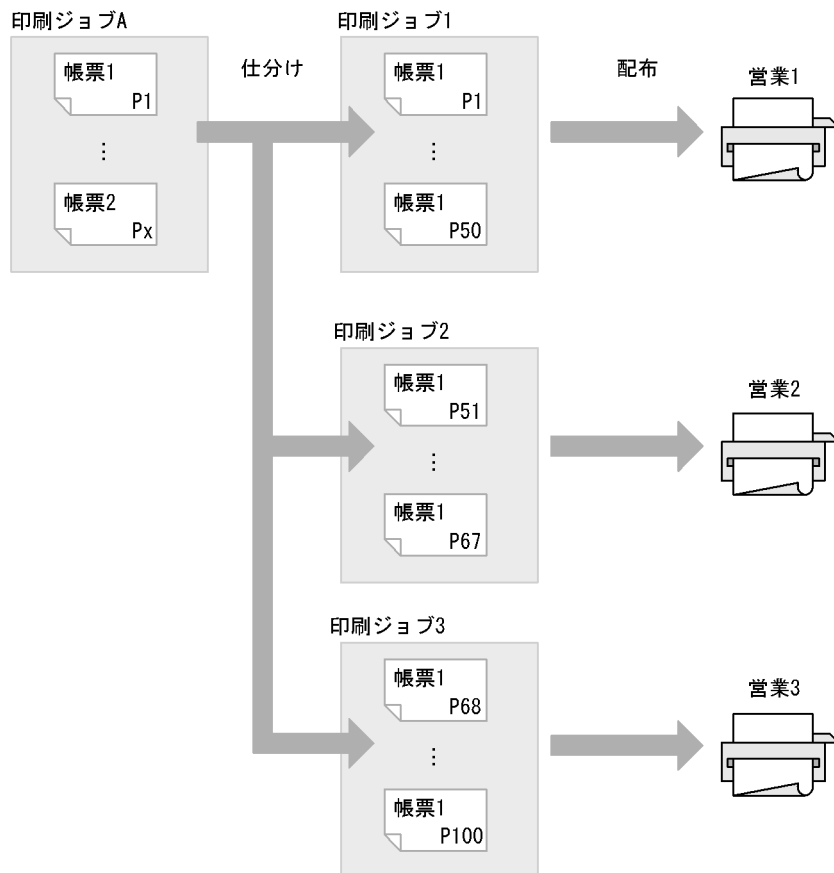 印刷ジョブA
帳票1
P1
⋮
帳票2
Px
仕分け
印刷ジョブ1
帳票1
P1
⋮
帳票1
P50
配布
営業1
印刷ジョブ2
帳票1
P51
⋮
帳票1
P67
営業2
印刷ジョブ3
帳票1
P68
⋮
帳票1
P100
営業3